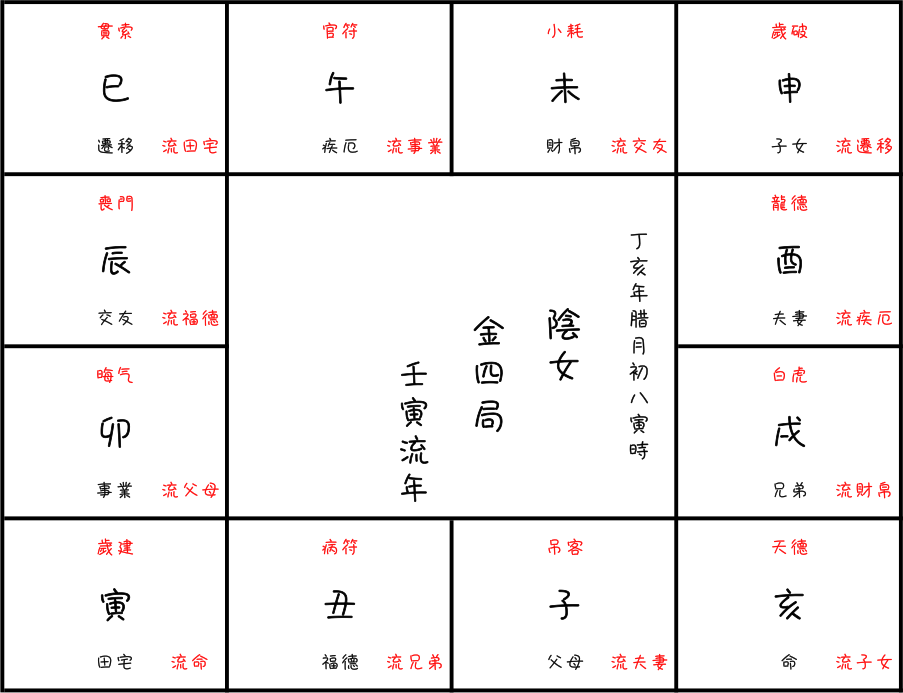 貫索
巳
遷移 流田宅
官符
午
疾厄 流事業
小耗
未
財帛 流交友
歲破
申
子女 流遷移
喪門
辰
交友 流福德
丁亥年腊月初八寅時
陰女
金四局
壬寅流年
龍德
酉
夫妻 流疾厄
晦气
卯
事業 流父母
白虎
戌
兄弟 流財帛
歲建
寅
田宅 流命
病符
丑
福德 流兄弟
吊客
子
父母 流夫妻
天德
亥
命 流子女